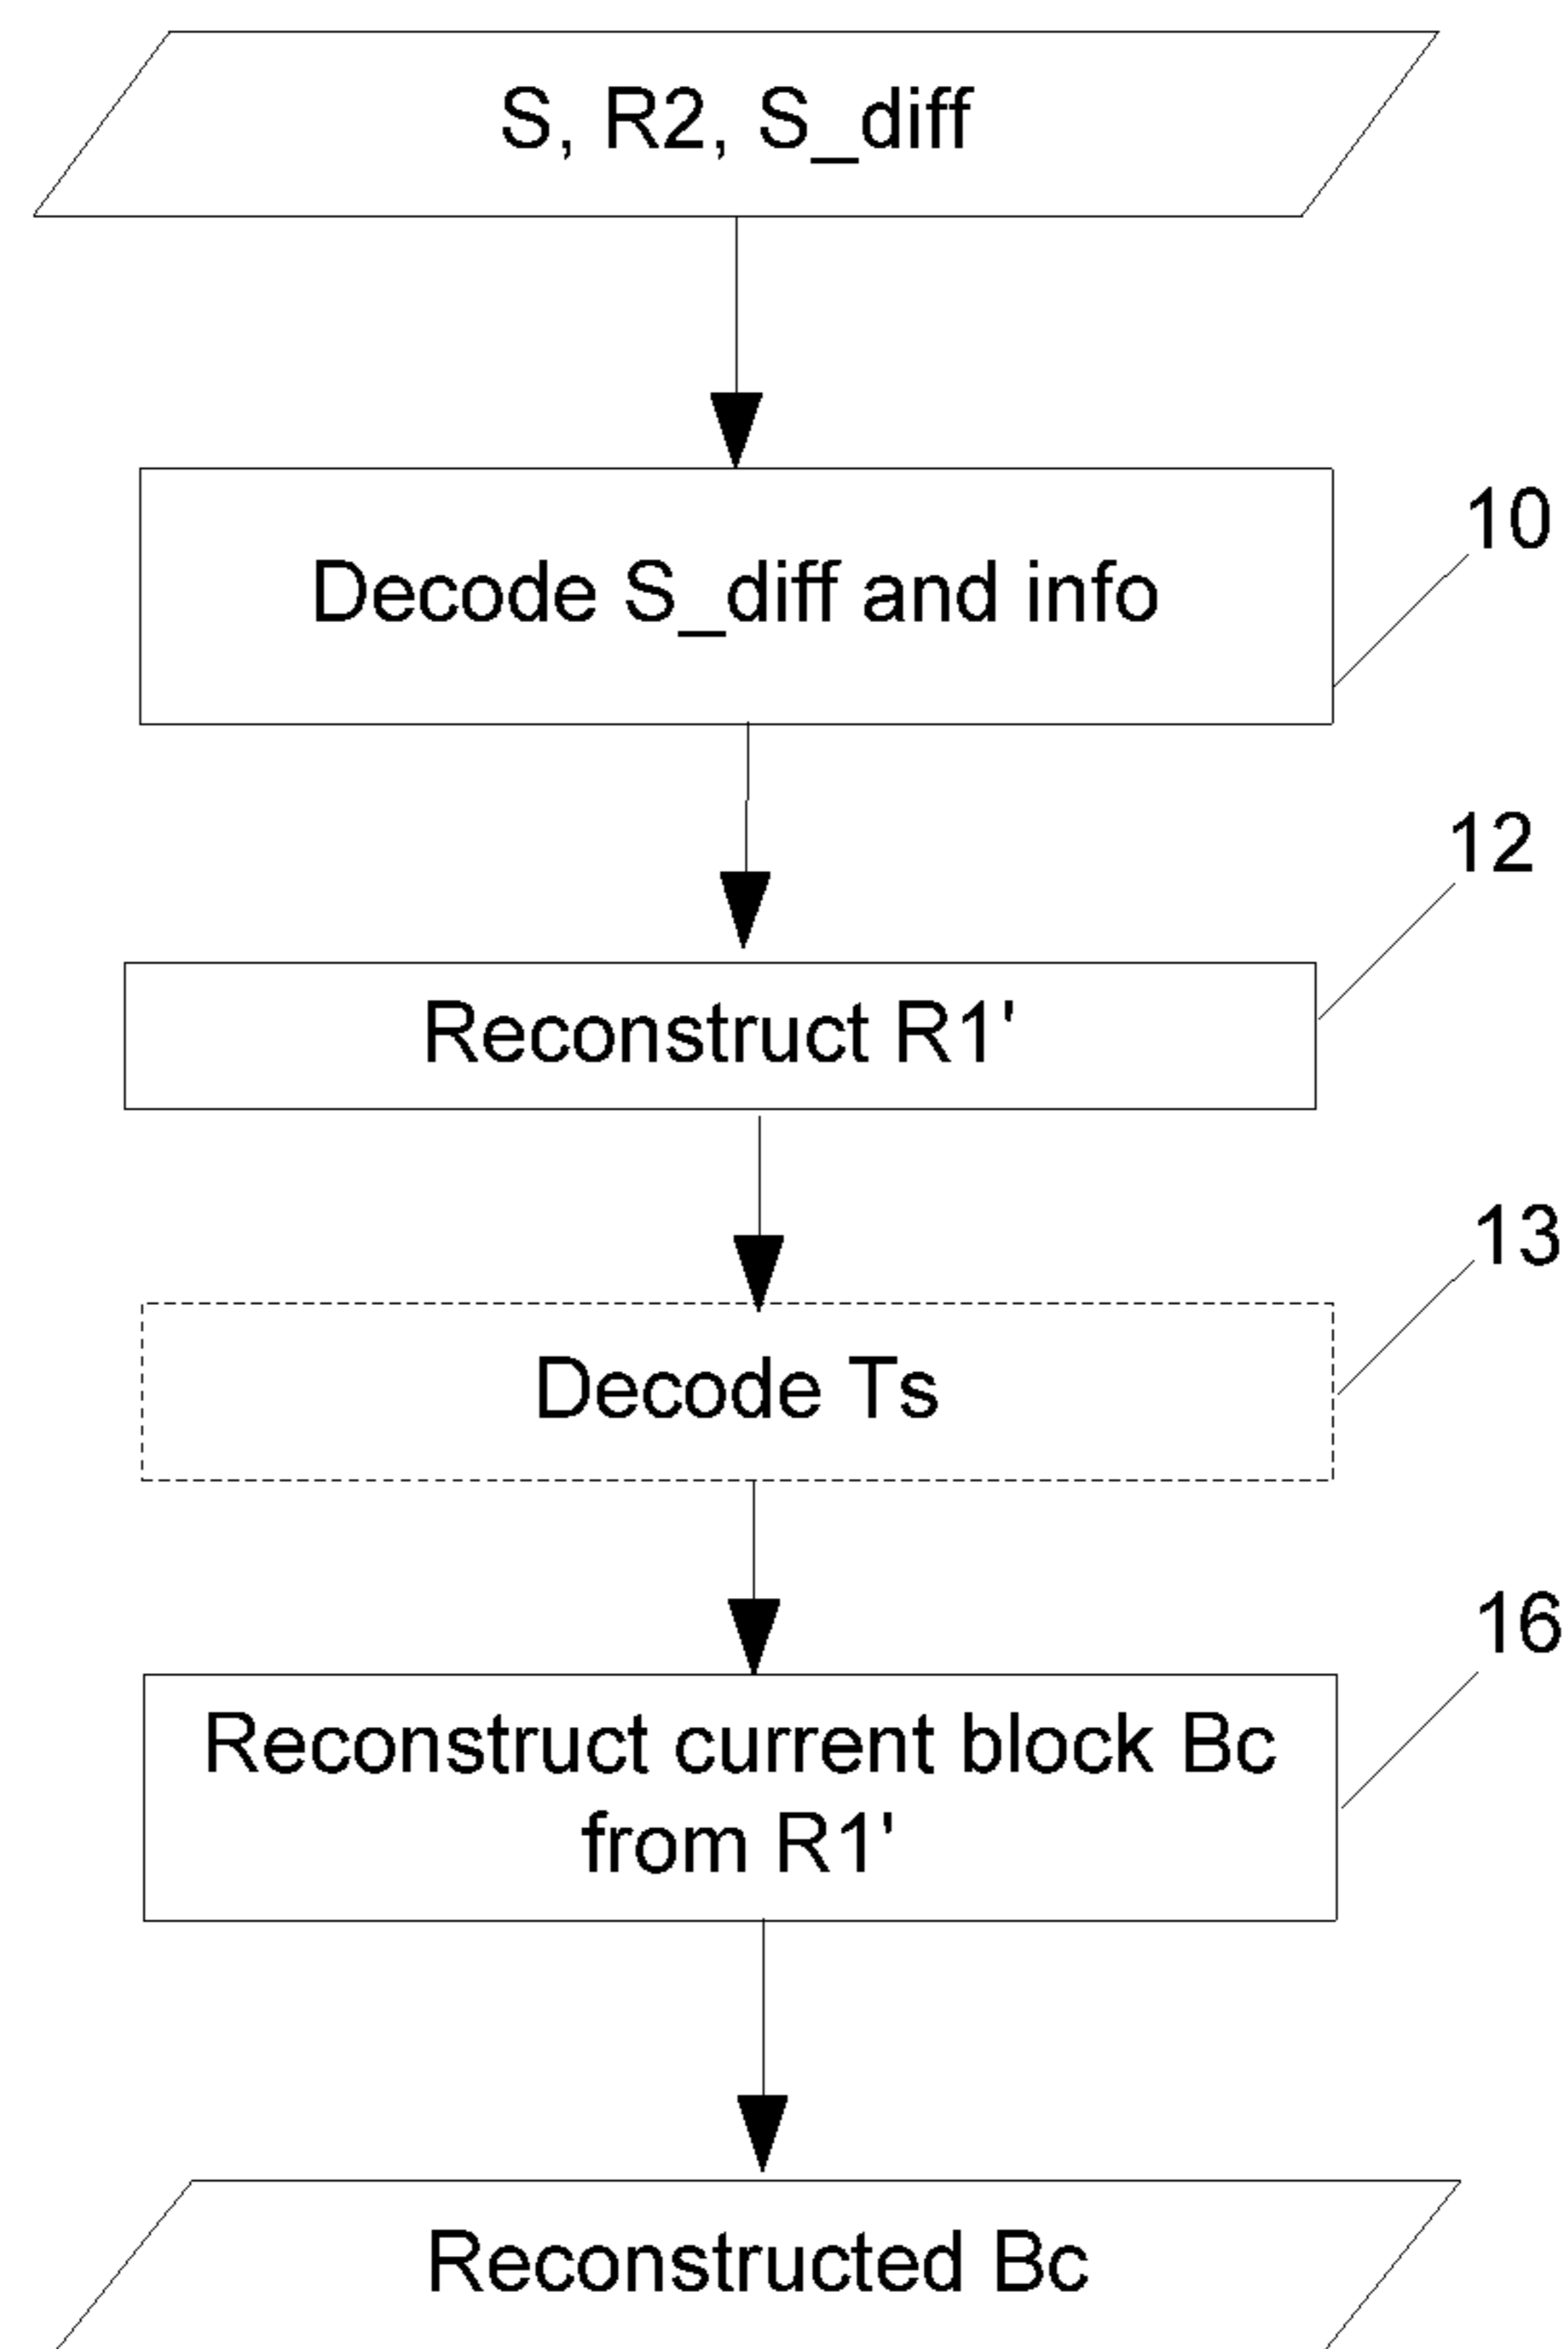 S, R2, S_diff
10
Decode S_diff and info
12
Reconstruct R1'
13
Decode Ts
16
Reconstruct current block Bc
from R1'
Reconstructed Bc